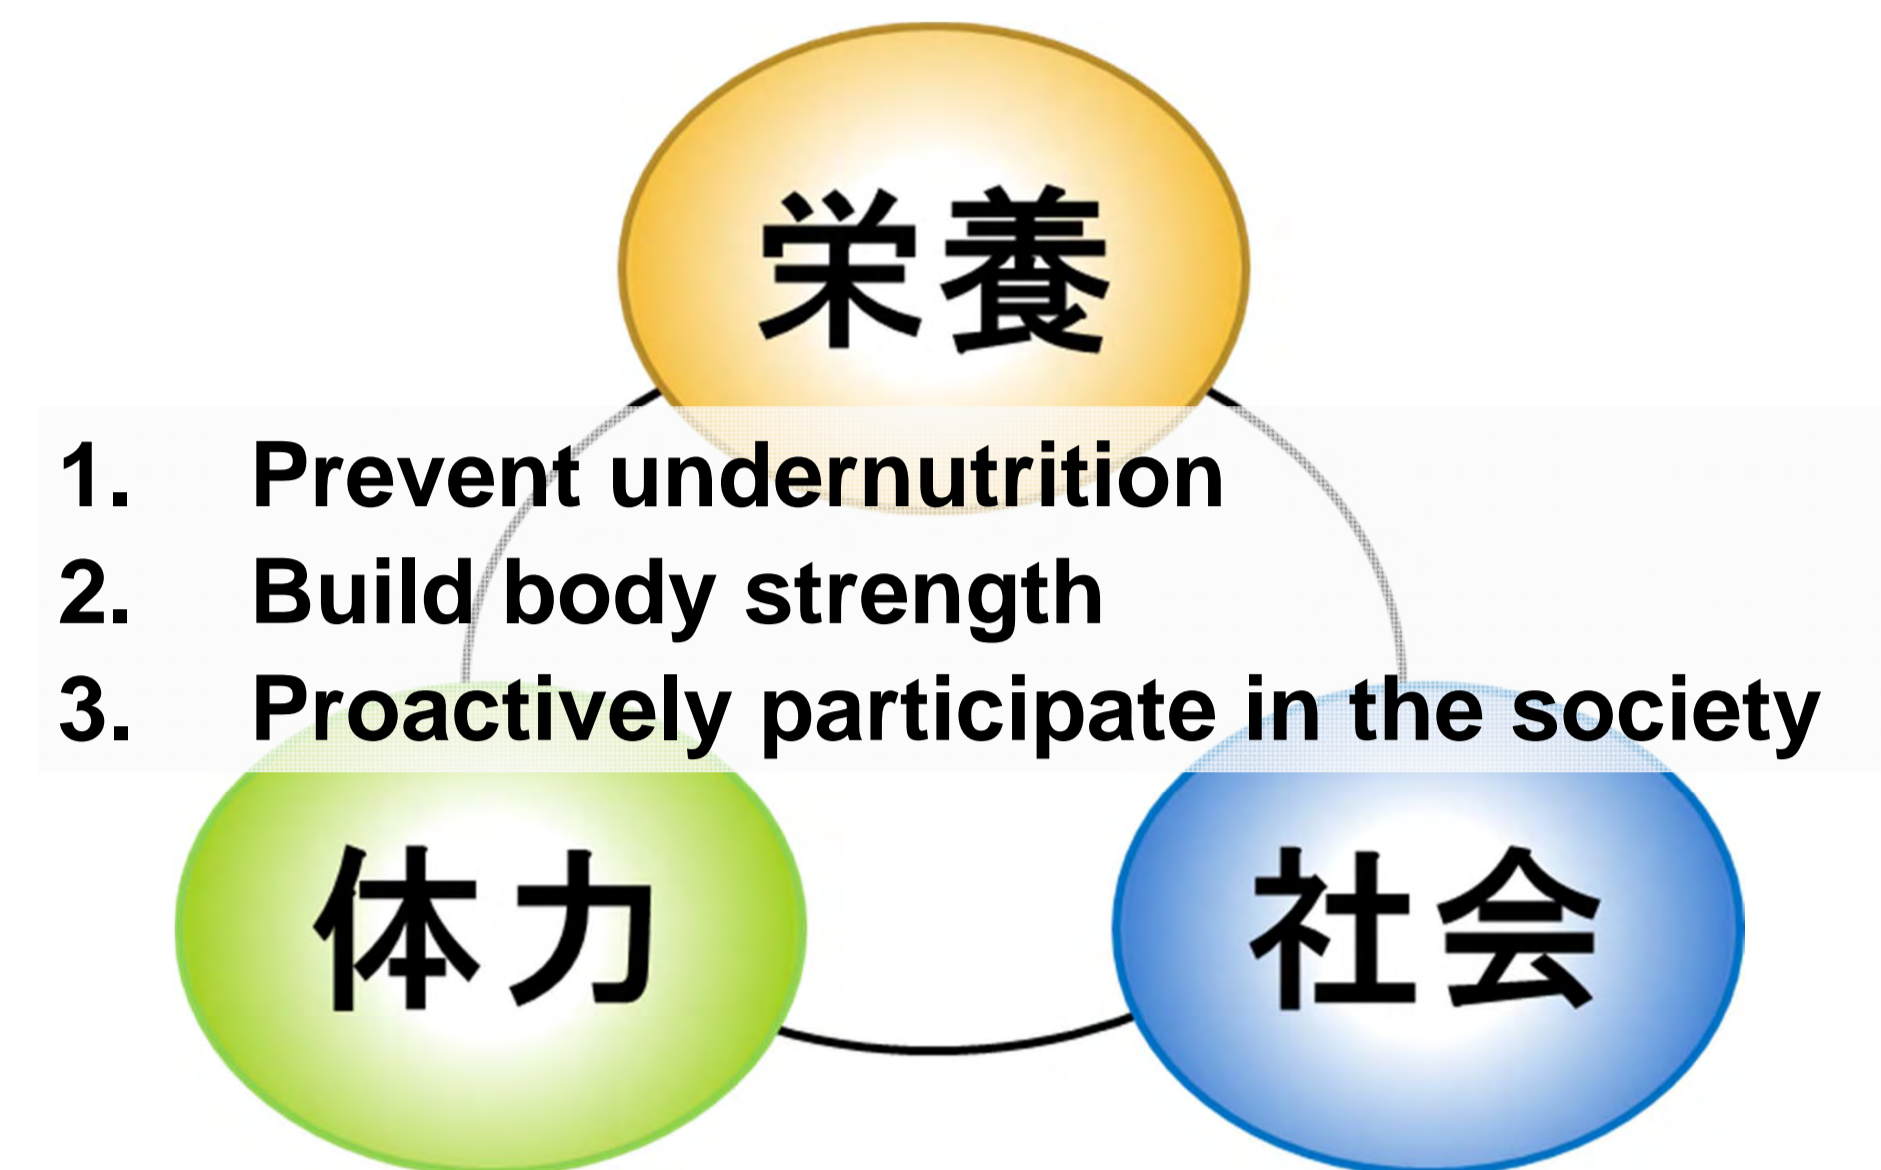 栄養
1. Prevent undernutrition
2. Build body strength
3. Proactively participate in the society
体力
社会